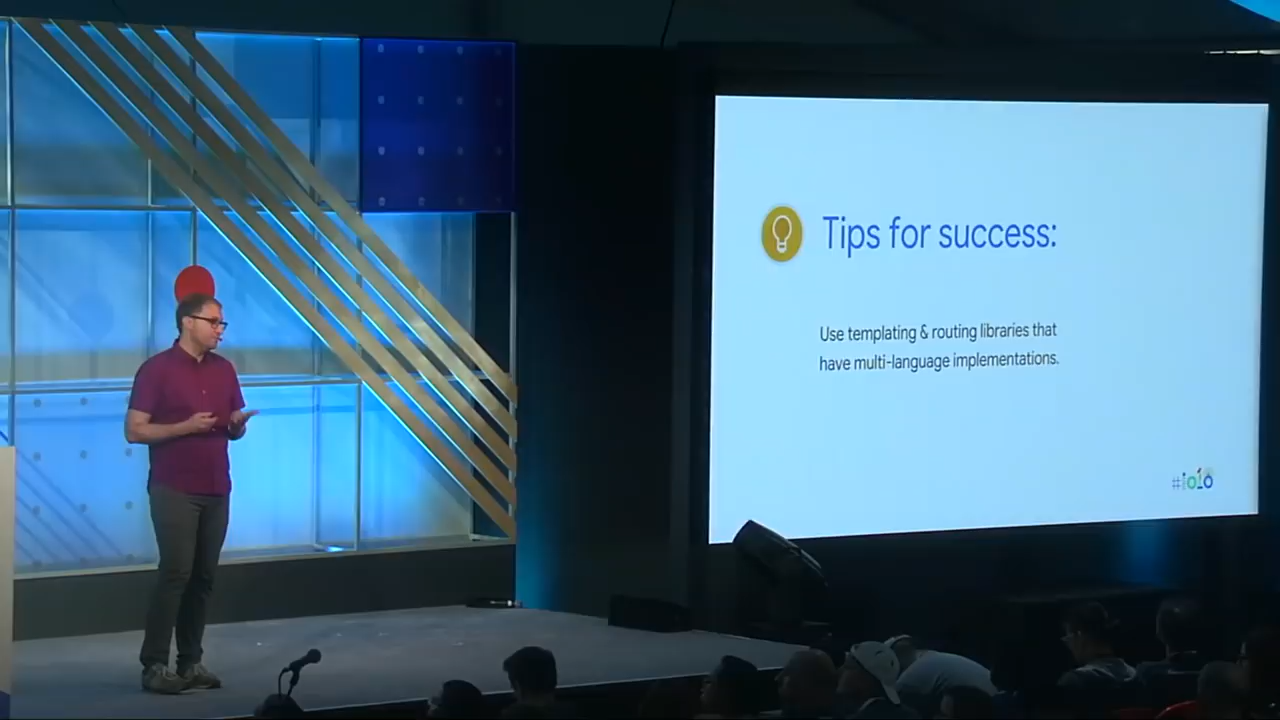 Tips for success:
Use templating & routing libraries that
have multi-language implementations.
#io18